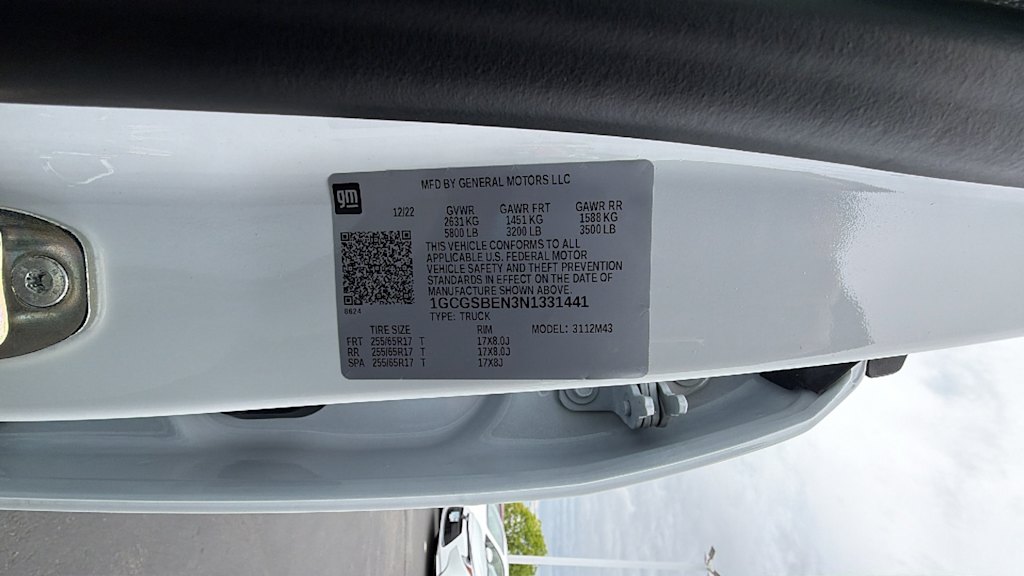 gm
MFD BY GENERAL MOTORS LLC
12/22 GVWR GAWR FRT GAWR RR
2631 KG 1451 KG 1588 KG
5800 LB 3200 LB 3500 LB
THIS VEHICLE CONFORMS TO ALL
APPLICABLE U.S. FEDERAL MOTOR
VEHICLE SAFETY AND THEFT PREVENTION
STANDARDS IN EFFECT ON THE DATE OF
MANUFACTURE SHOWN ABOVE.
1GCGSBEN3N1331441
0624 TYPE: TRUCK
TIRE SIZE RIM MODEL: 3112M43
FRT 255/65R17 T 17X8.0J
RR 255/65R17 T 17X8.0J
SPA 255/65R17 T 17X8J